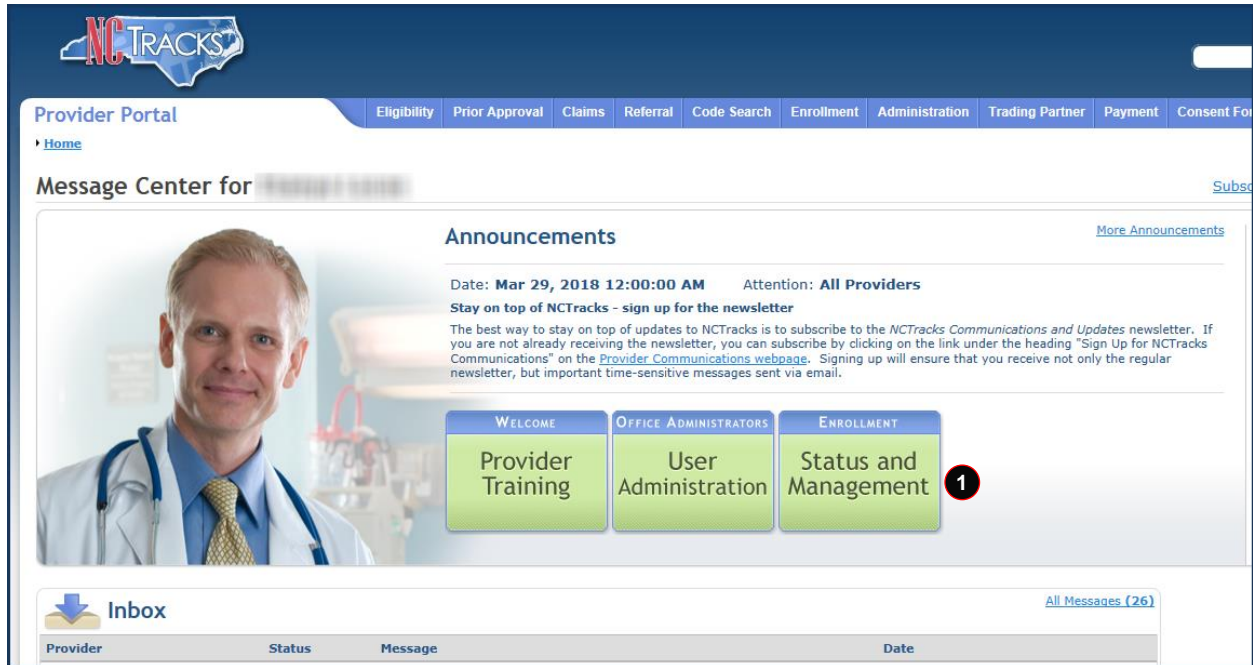 NCTRACKS
Provider Portal
Eligibility Prior Approval Claims Referral Code Search Enrollment Administration Trading Partner Payment Consent For
Home
Message Center for
Subsc
Announcements
More Announcements
Date: Mar 29, 2018 12:00:00 AM Attention: All Providers
Stay on top of NCTracks - sign up for the newsletter
The best way to stay on top of updates to NCTracks is to subscribe to the NCTracks Communications and Updates newsletter. If
you are not already receiving the newsletter, you can subscribe by clicking on the link under the heading "Sign Up for NCTracks
Communications" on the Provider Communications webpage. Signing up will ensure that you receive not only the regular
newsletter, but important time-sensitive messages sent via email.
WELCOME
Provider
Training
OFFICE ADMINISTRATORS
User
Administration
ENROLLMENT
Status and
Management
1
Inbox
All Messages (26)
Provider Status Message Date